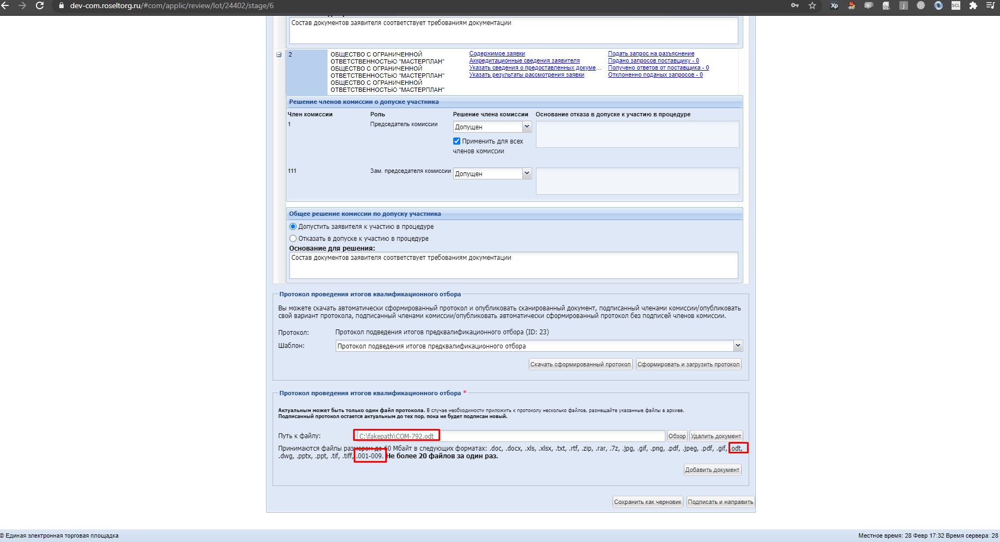 dev-com.roseltorg.ru/#com/applic/review/lot/24402/stage/6
Состав документов заявителя соответствует требованиям документации
2
ОБЩЕСТВО С ОГРАНИЧЕННОЙ
ОТВЕТСТВЕННОСТЬЮ "МАСТЕРПЛАН"
ОБЩЕСТВО С ОГРАНИЧЕННОЙ
ОТВЕТСТВЕННОСТЬЮ "МАСТЕРПЛАН"
ОБЩЕСТВО С ОГРАНИЧЕННОЙ
ОТВЕТСТВЕННОСТЬЮ "МАСТЕРПЛАН"
Содержимое заявки
Аккредитационные сведения заявителя
Указать сведения о предоставленных докуме...
Указать результаты рассмотрения заявки
Подать запрос на разъяснение
Подано запросов поставщику - 0
Получено ответов от поставщика - 0
Отклоненно поданых запросов - 0
Решение членов комиссии о допуске участника
Член комиссии Роль Решение члена комиссии Основание отказа в допуске к участию в процедуре
1 Председатель комиссии Допущен
Применить для всех
членов комиссии
111 Зам. председателя комиссии Допущен
Общее решение комиссии по допуску участника
Допустить заявителя к участию в процедуре
Отказать в допуске к участию в процедуре
Основание для решения:
Состав документов заявителя соответствует требованиям документации
Протокол проведения итогов квалификационного отбора
Вы можете скачать автоматически сформированный протокол и опубликовать сканированный документ, подписанный членами комиссии/опубликовать
свой вариант протокола, подписанный членами комиссии/опубликовать автоматически сформированный протокол без подписей членов комиссии.
Протокол: Протокол подведения итогов предквалификационного отбора (ID: 23)
Шаблон: Протокол подведения итогов предквалификационного отбора
Скачать сформированный протокол Сформировать и загрузить протокол
Протокол проведения итогов квалификационного отбора *
Актуальным может быть только один файл протокола. В случае необходимости приложить к протоколу несколько файлов, размещайте указанные файлы в архиве.
Подписанный протокол остается актуальным до тех пор, пока не будет подписан новый.
Путь к файлу: C:\fakepath\COM-792.odt Обзор Удалить документ
Принимаются файлы размером до 60 Мбайт в следующих форматах: .doc, .docx, .xls, .xlsx, .txt, .rtf, .zip, .rar, .7z, .jpg, .gif, .png, .pdf, .jpeg, .pdf, .gif, .odt,
.dwg, .pptx, .ppt, .tif, .tiff, .001-009. Не более 20 файлов за один раз.
Добавить документ
Сохранить как черновик Подписать и направить
© Единая электронная торговая площадка
Местное время: 28 Февр 17:32 Время сервера: 28